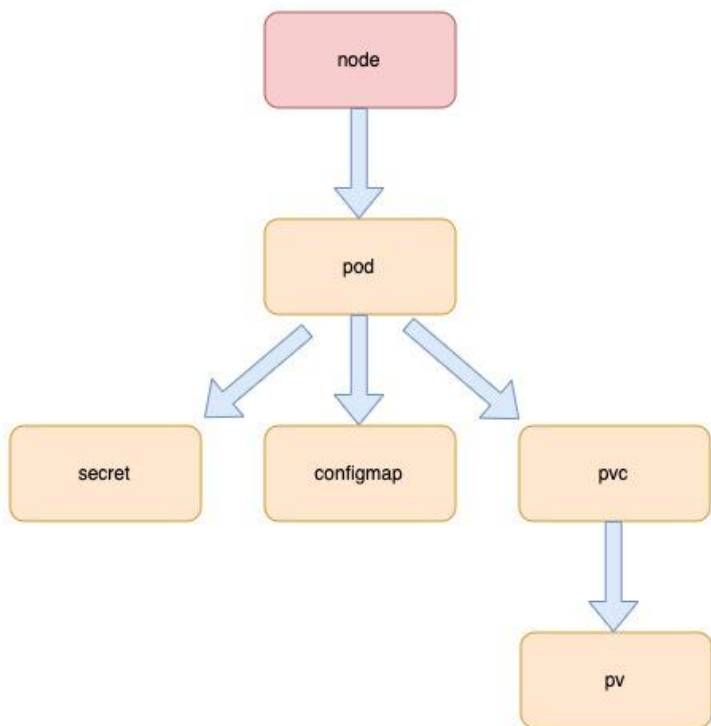 node
pod
secret
configmap
pvc
pv